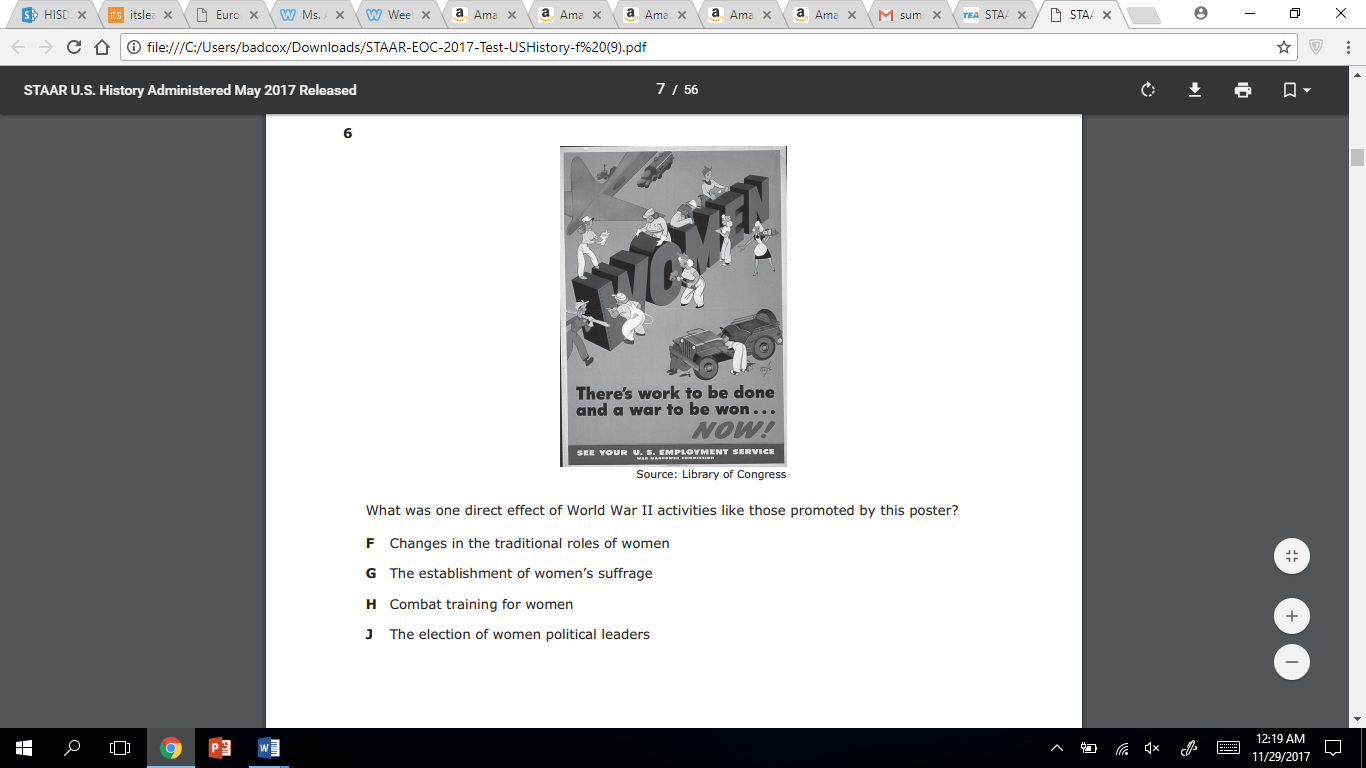 HISD
itslea
Euro
Ms. A
Wee
Ama
Ama
Ama
Ama
Ama
sum
STAA
STAA
file:///C:/Users/badcox/Downloads/STAAR-EOC-2017-Test-USHistory-f%20(9).pdf
STAAR U.S. History Administered May 2017 Released
7 / 56
6
WOMEN
There's work to be done
and a war to be won...
NOW!
SEE YOUR U. S. EMPLOYMENT SERVICE
WAR MANPOWER COMMISSION
Source: Library of Congress
What was one direct effect of World War II activities like those promoted by this poster?
F Changes in the traditional roles of women
G The establishment of women's suffrage
H Combat training for women
J The election of women political leaders
12:19 AM
11/29/2017